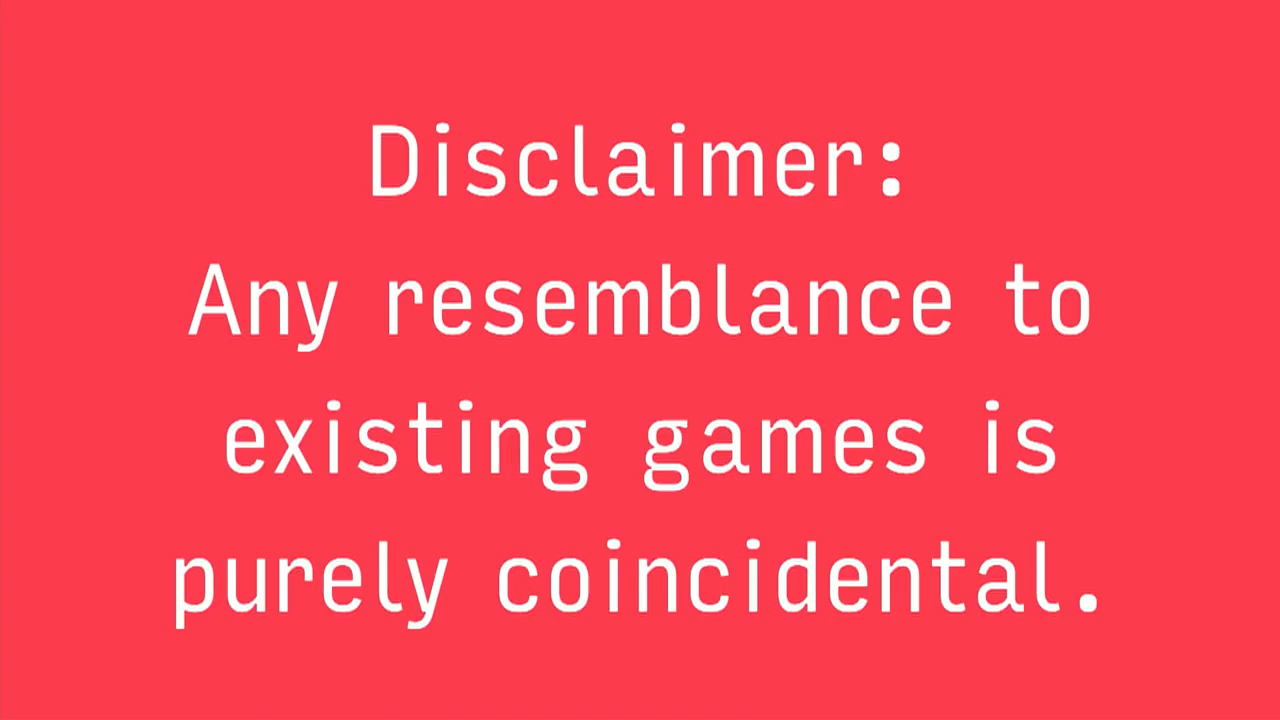 Disclaimer:
Any resemblance to
existing games is
purely coincidental.